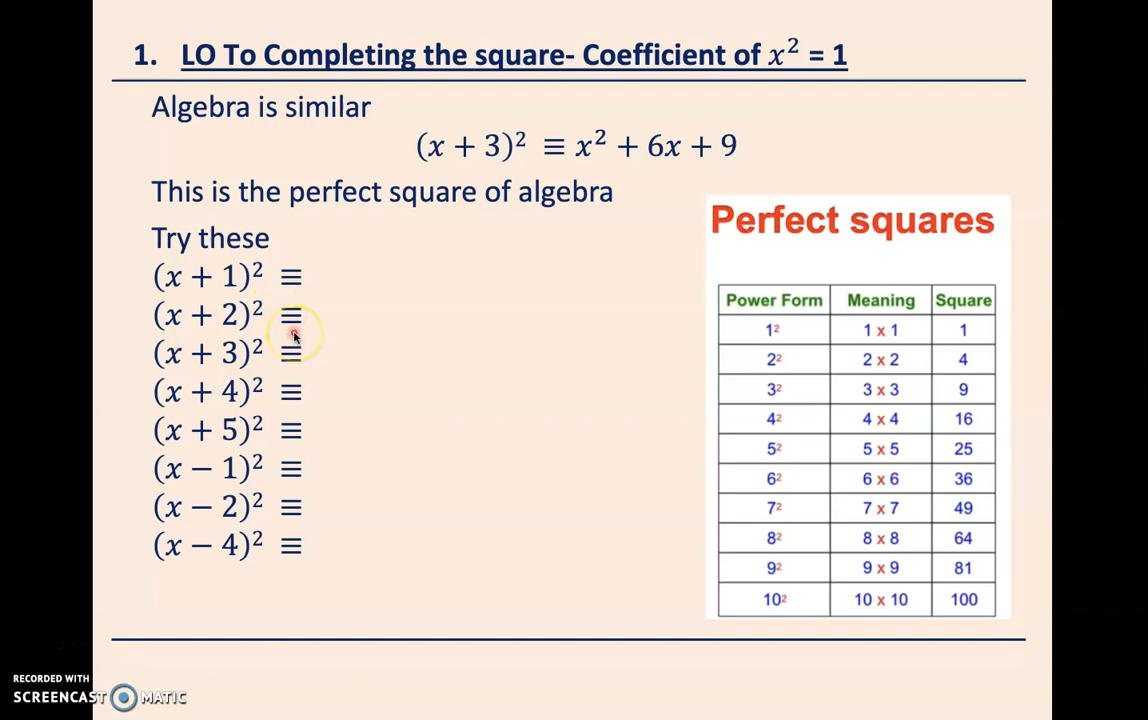 1. LO To Completing the square- Coefficient of x² = 1
Algebra is similar
(x + 3)² ≡ x² + 6x + 9
This is the perfect square of algebra
Try these
(x + 1)² ≡
(x + 2)² ≡
(x + 3)² ≡
(x + 4)² ≡
(x + 5)² ≡
(x − 1)² ≡
(x − 2)² ≡
(x − 4)² ≡
Perfect squares
Power Form Meaning Square
1² 1 x 1 1
2² 2 x 2 4
3² 3 x 3 9
4² 4 x 4 16
5² 5 x 5 25
6² 6 x 6 36
7² 7 x 7 49
8² 8 x 8 64
9² 9 x 9 81
10² 10 x 10 100
RECORDED WITH
SCREENCAST MATIC